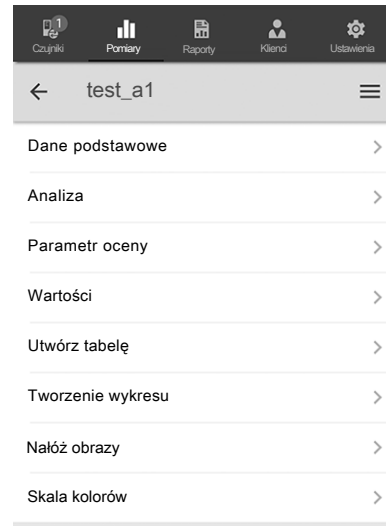 1
Czujniki Pomiary Raporty Klienci Ustawienia
test_a1
Dane podstawowe
Analiza
Parametr oceny
Wartości
Utwórz tabelę
Tworzenie wykresu
Nałóż obrazy
Skala kolorów